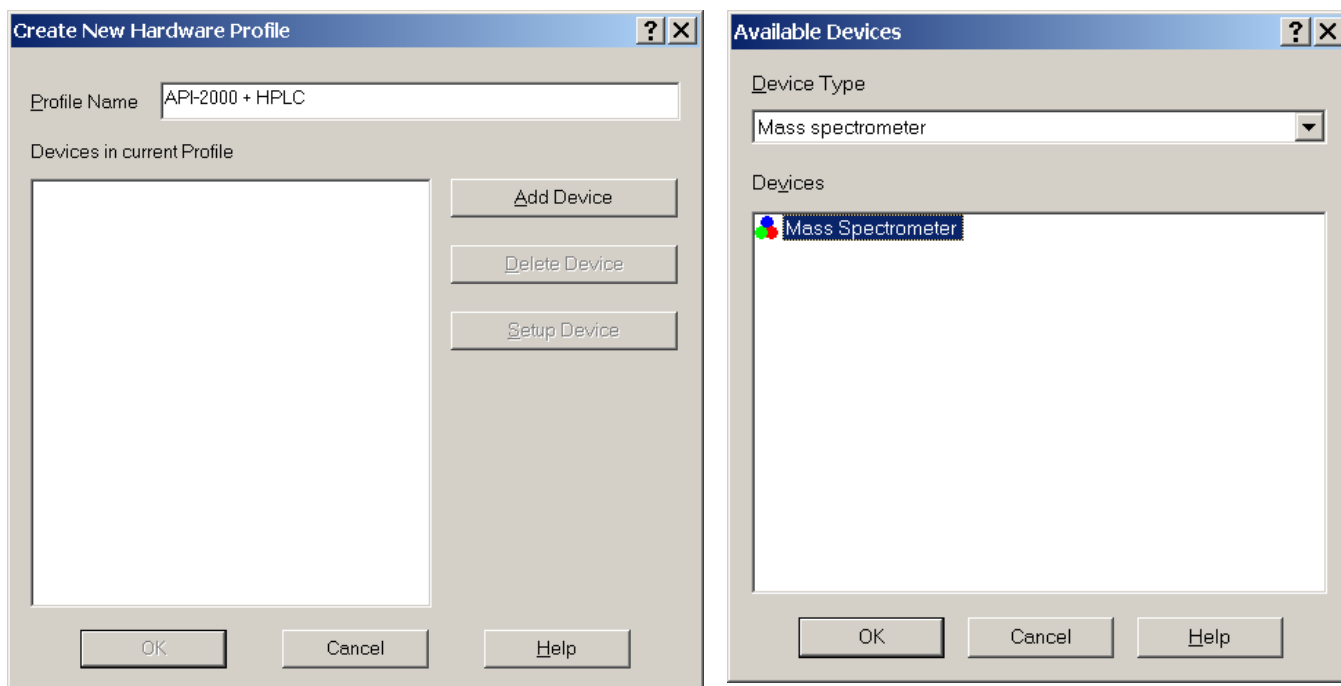 Create New Hardware Profile
Profile Name API-2000 + HPLC
Devices in current Profile
Add Device
Delete Device
Setup Device
OK Cancel Help
Available Devices
Device Type
Mass spectrometer
Devices
Mass Spectrometer
OK Cancel Help